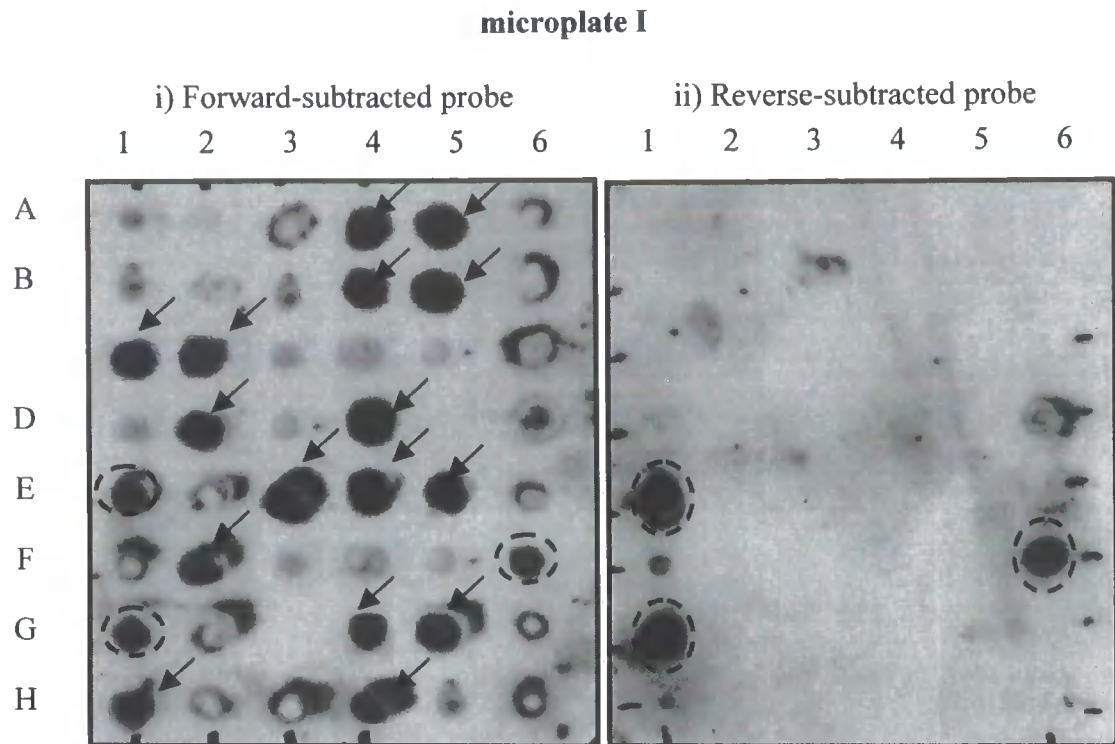 microplate I
i) Forward-subtracted probe
ii) Reverse-subtracted probe
1 2 3 4 5 6
1 2 3 4 5 6
A
B
D
E
F
G
H